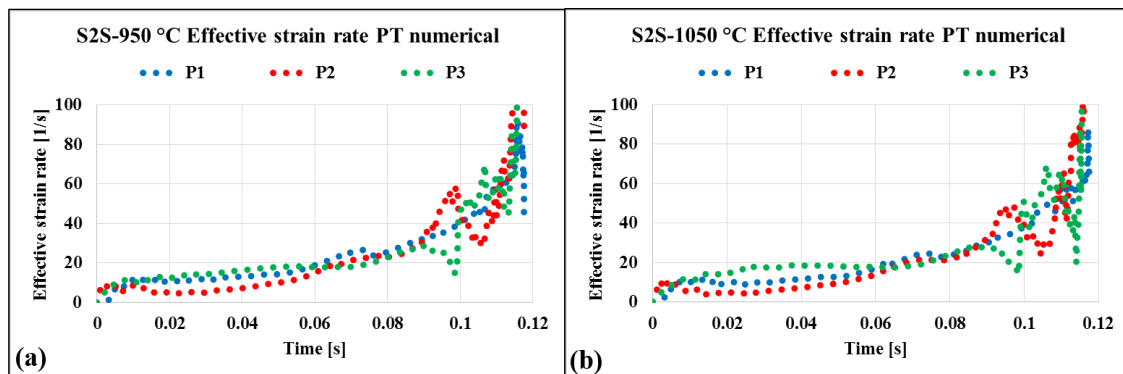 S2S-950 °C Effective strain rate PT numerical
P1 P2 P3
Effective strain rate [1/s]
100
80
60
40
20
0
0 0.02 0.04 0.06 0.08 0.1 0.12
Time [s]
(a)
S2S-1050 °C Effective strain rate PT numerical
P1 P2 P3
Effective strain rate [1/s]
100
80
60
40
20
0
0 0.02 0.04 0.06 0.08 0.1 0.12
Time [s]
(b)